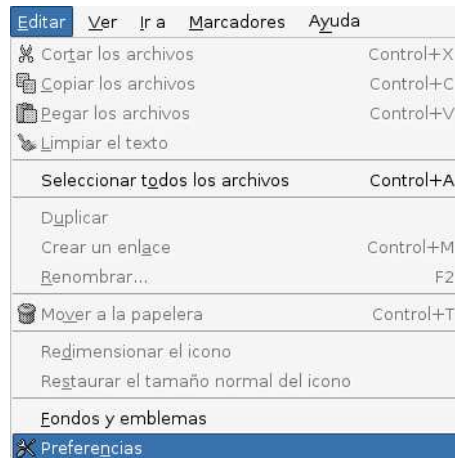 Editar Ver Ir a Marcadores Ayuda
Cortar los archivos Control+X
Copiar los archivos Control+C
Pegar los archivos Control+V
Limpiar el texto
Seleccionar todos los archivos Control+A
Duplicar
Crear un enlace Control+M
Renombrar... F2
Mover a la papelera Control+T
Redimensionar el icono
Restaurar el tamaño normal del icono
Fondos y emblemas
Preferencias